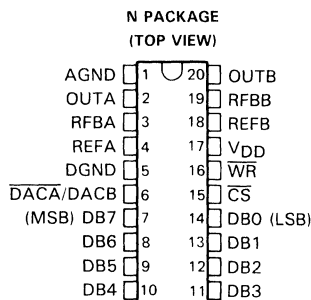 N PACKAGE
(TOP VIEW)
AGND 1 20 OUTB
OUTA 2 19 RFBB
RFBA 3 18 REFB
REFA 4 17 VDD
DGND 5 16 WR
DACA/DACB 6 15 CS
(MSB) DB7 7 14 DB0 (LSB)
DB6 8 13 DB1
DB5 9 12 DB2
DB4 10 11 DB3